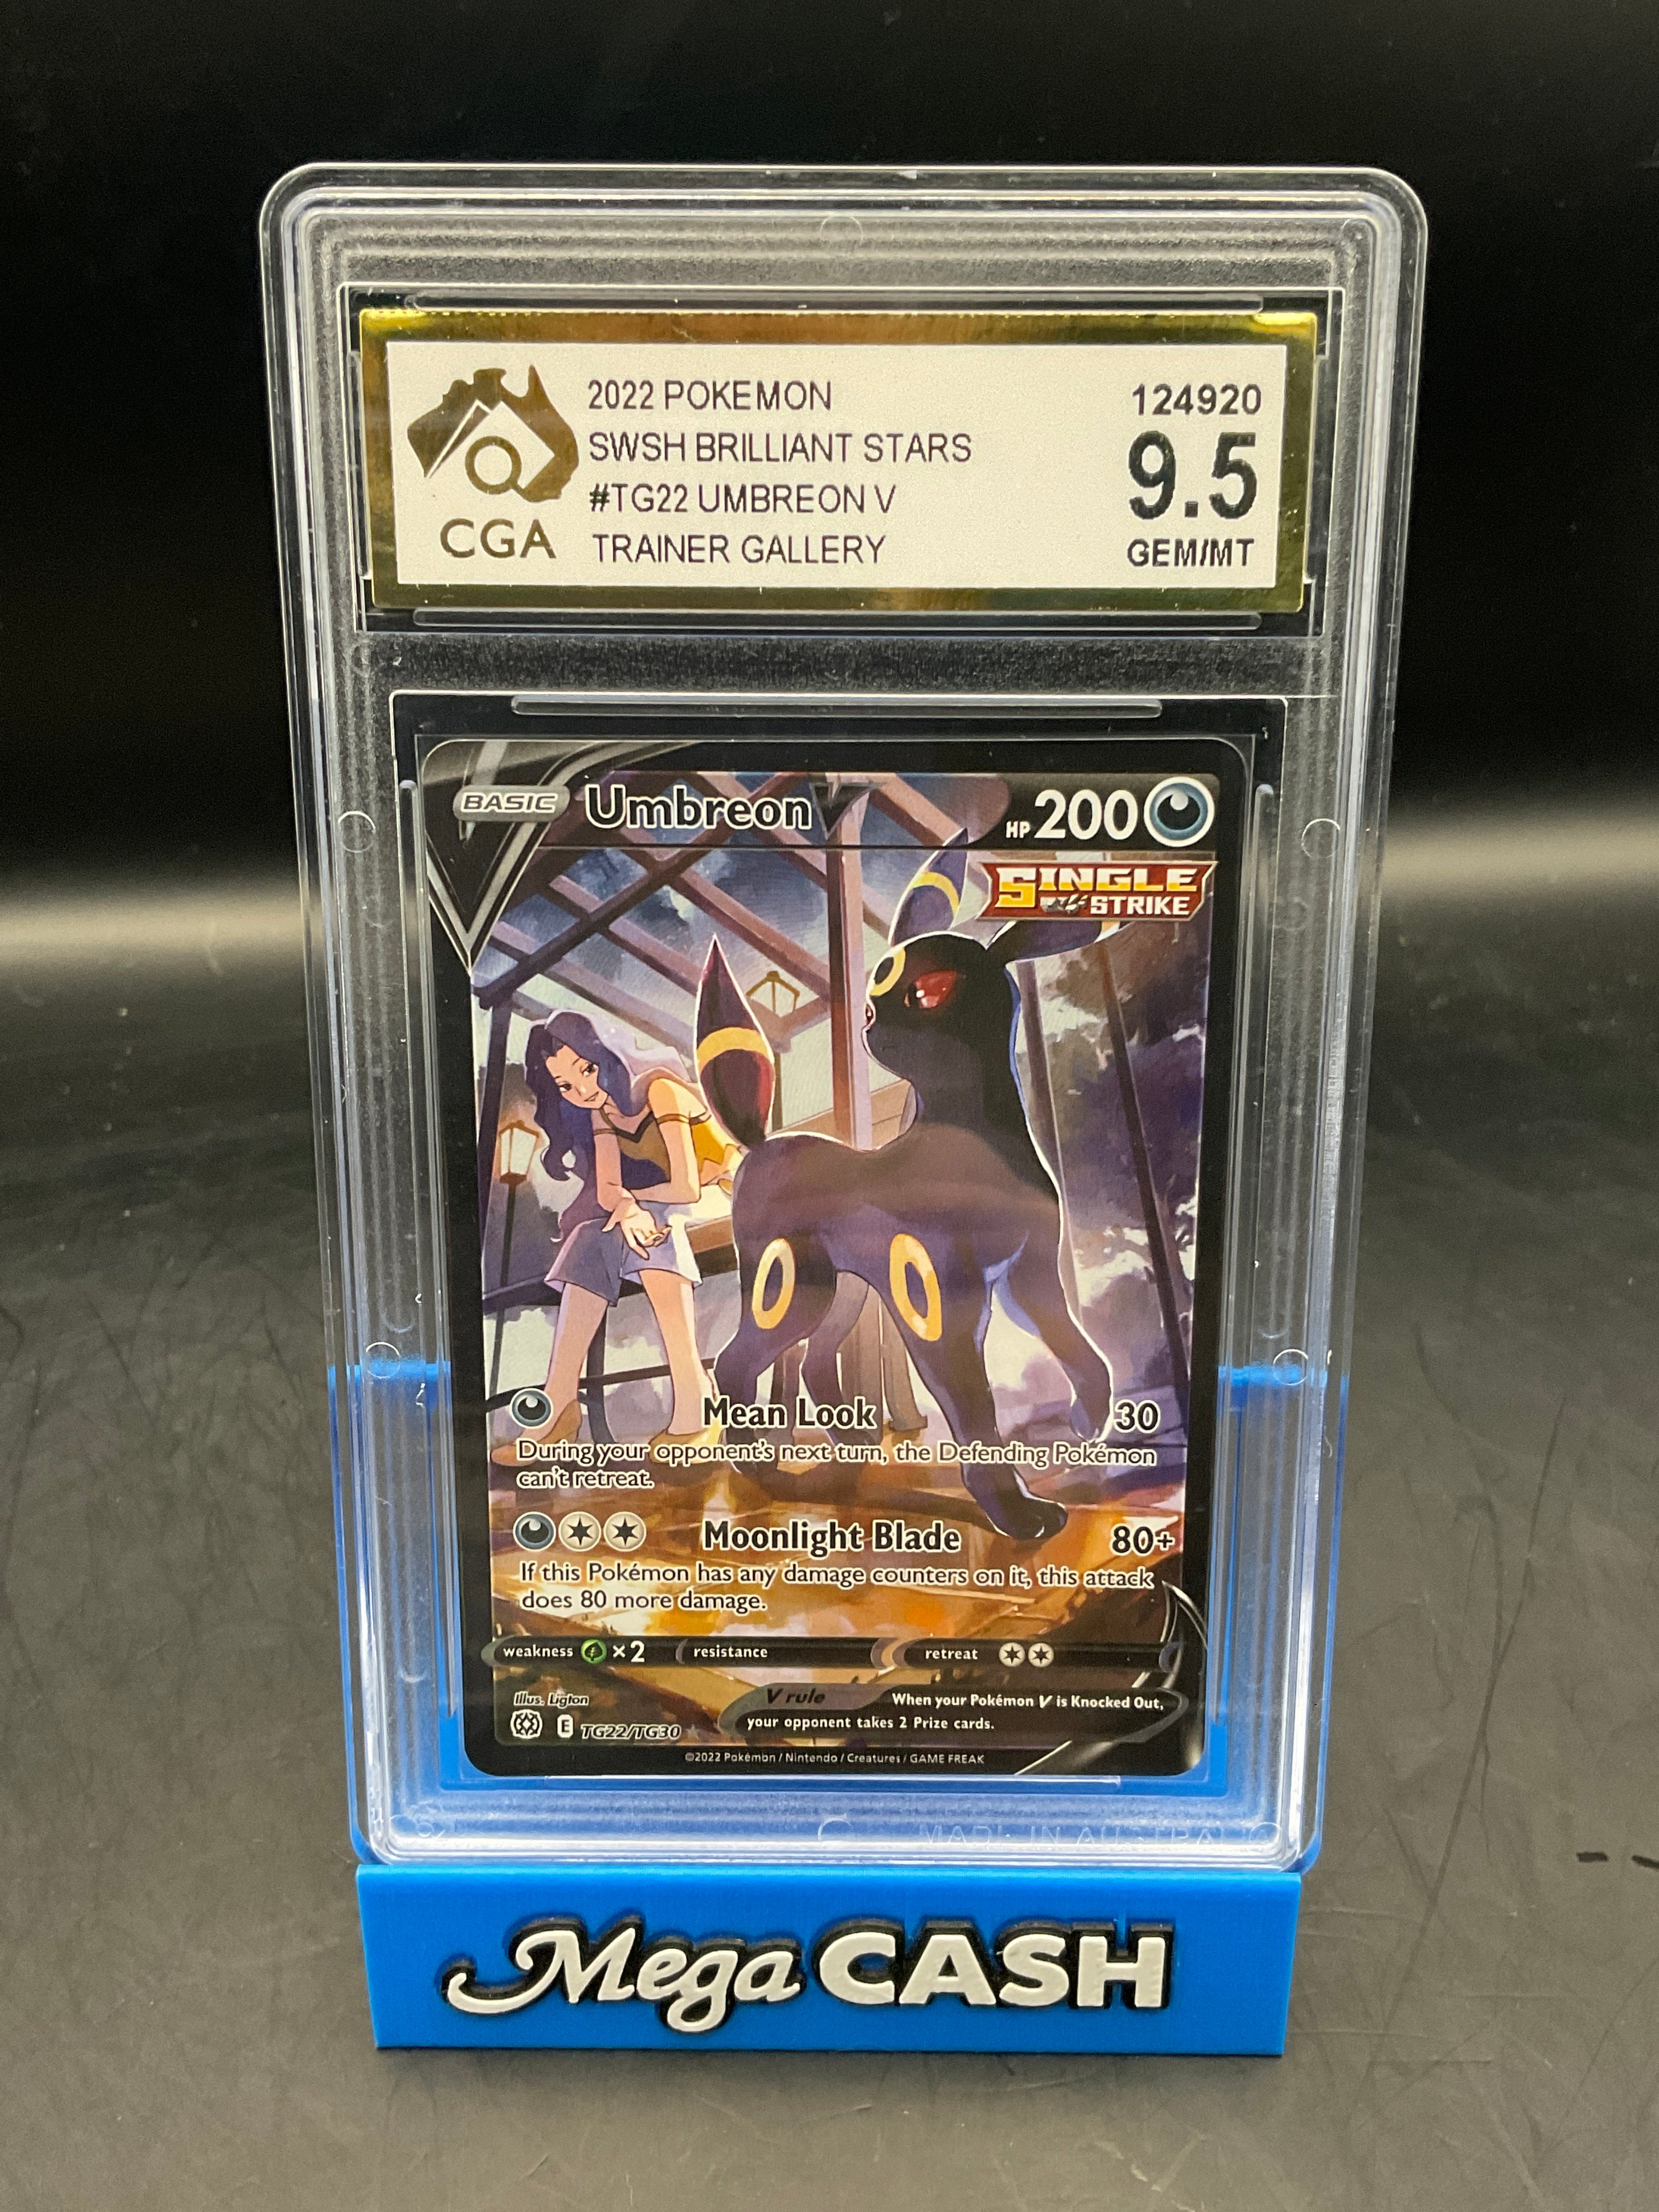 2022 POKEMON
124920
SWSH BRILLIANT STARS
9.5
#TG22 UMBREON V
TRAINER GALLERY
GEM/MT
CGA
BASIC
Umbreon V
HP 200
SINGLE
STRIKE
Mean Look 30
During your opponent's next turn, the Defending Pokémon
can't retreat.
Moonlight Blade 80+
If this Pokémon has any damage counters on it, this attack
does 80 more damage.
weakness ×2 resistance retreat
Illus. Ligton
V rule When your Pokémon V is Knocked Out,
your opponent takes 2 Prize cards.
E TG22/TG30
©2022 Pokémon / Nintendo / Creatures / GAME FREAK
MADE IN AUSTRALIA
Mega CASH